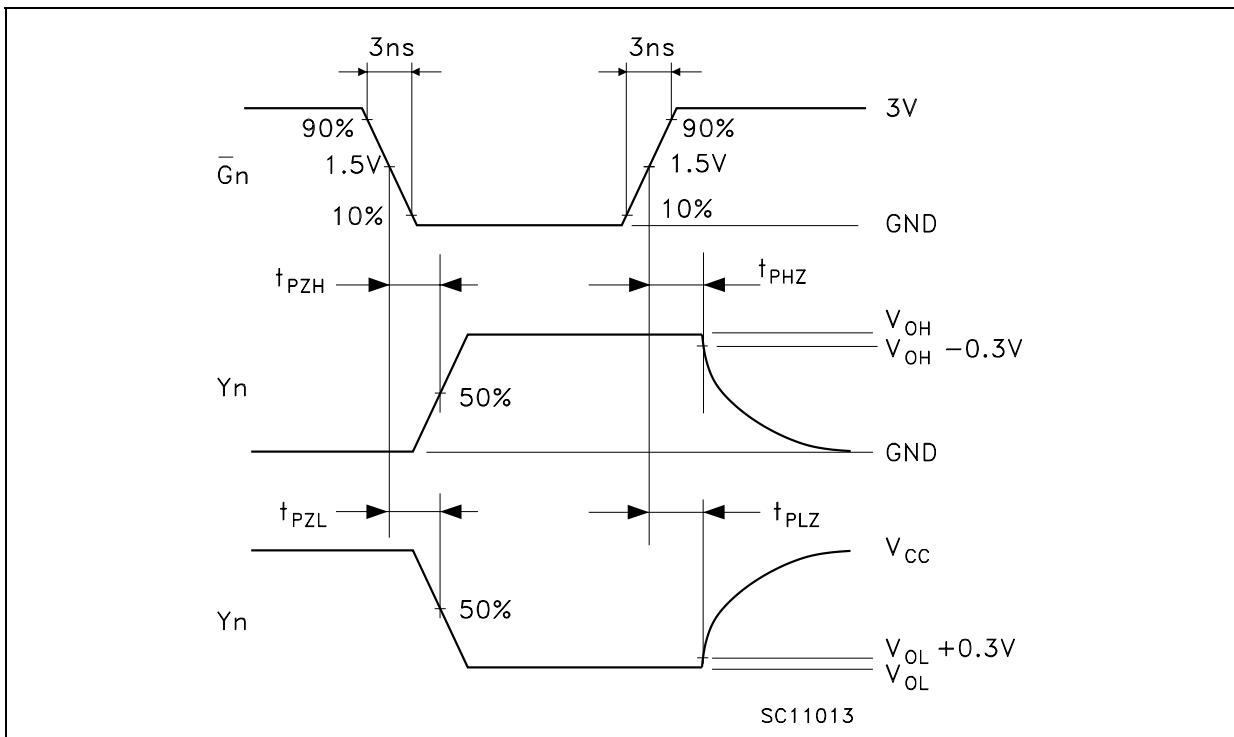 3ns 3ns
3V
90% 90%
1.5V 1.5V
G̅n
10% 10%
GND
tPZH tPHZ
VOH
VOH −0.3V
Yn 50%
GND
tPZL tPLZ
VCC
50%
Yn
VOL +0.3V
VOL
SC11013